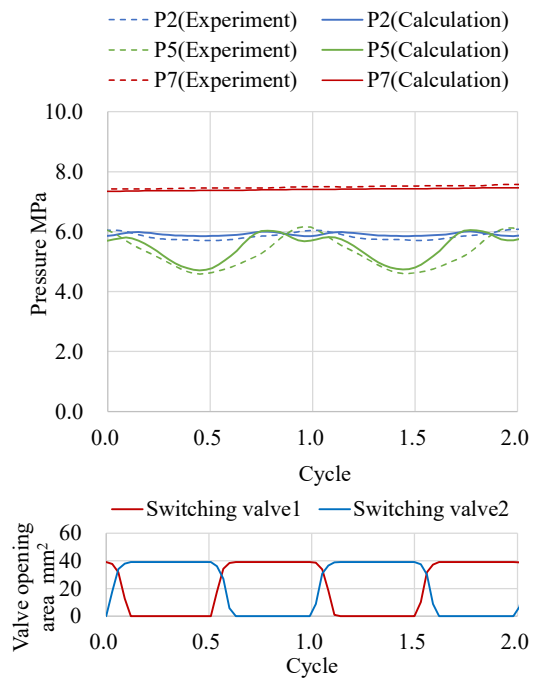 P2(Experiment) P2(Calculation)
P5(Experiment) P5(Calculation)
P7(Experiment) P7(Calculation)
10.0
8.0
6.0
4.0
2.0
0.0
Pressure MPa
0.0 0.5 1.0 1.5 2.0
Cycle
Switching valve1 Switching valve2
60
40
20
0
Valve opening
area mm²
0.0 0.5 1.0 1.5 2.0
Cycle